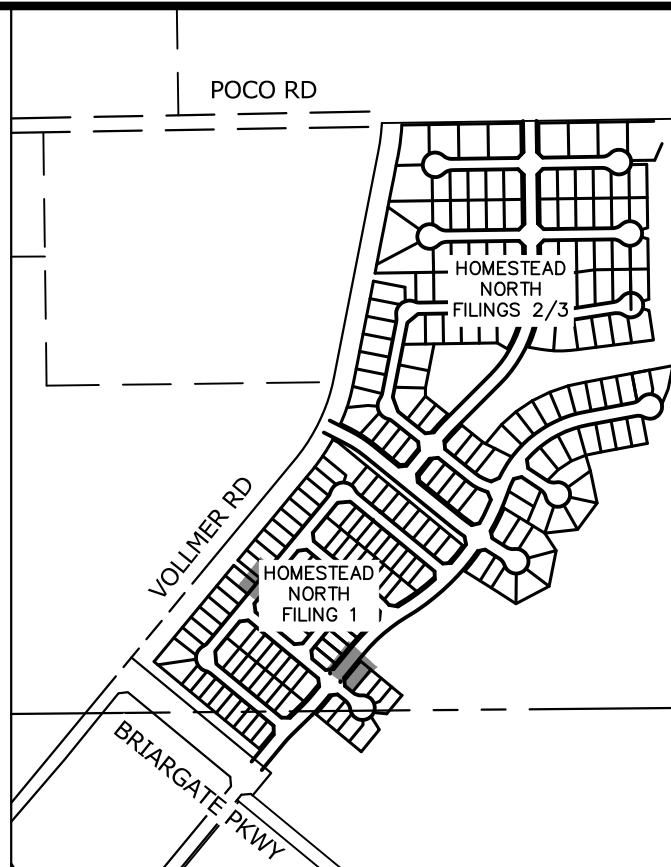 POCO RD
HOMESTEAD
NORTH
FILINGS 2/3
VOLLMER RD
HOMESTEAD
NORTH
FILING 1
BRIARGATE PKWY